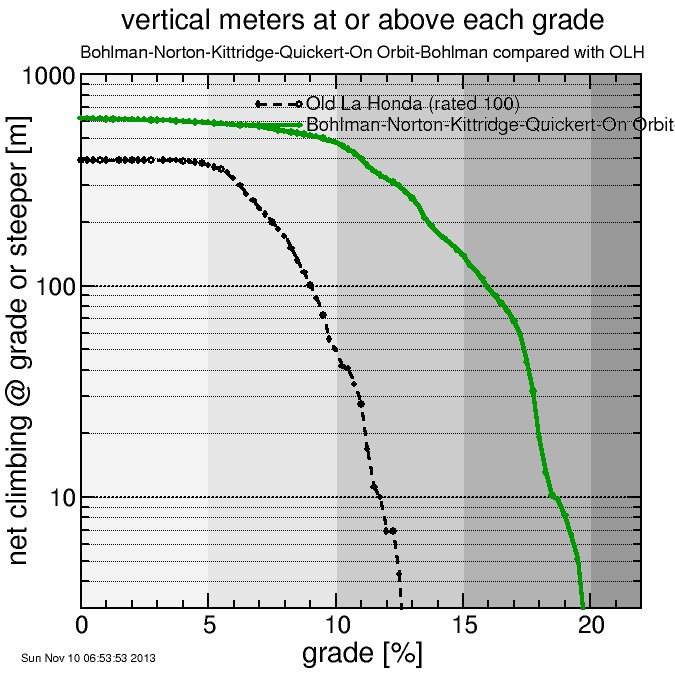 vertical meters at or above each grade
Bohlman-Norton-Kittridge-Quickert-On Orbit-Bohlman compared with OLH
1000
Old La Honda (rated 100)
Bohlman-Norton-Kittridge-Quickert-On Orbit-
net climbing @ grade or steeper [m]
100
10
0 5 10 15 20
grade [%]
Sun Nov 10 06:53:53 2013